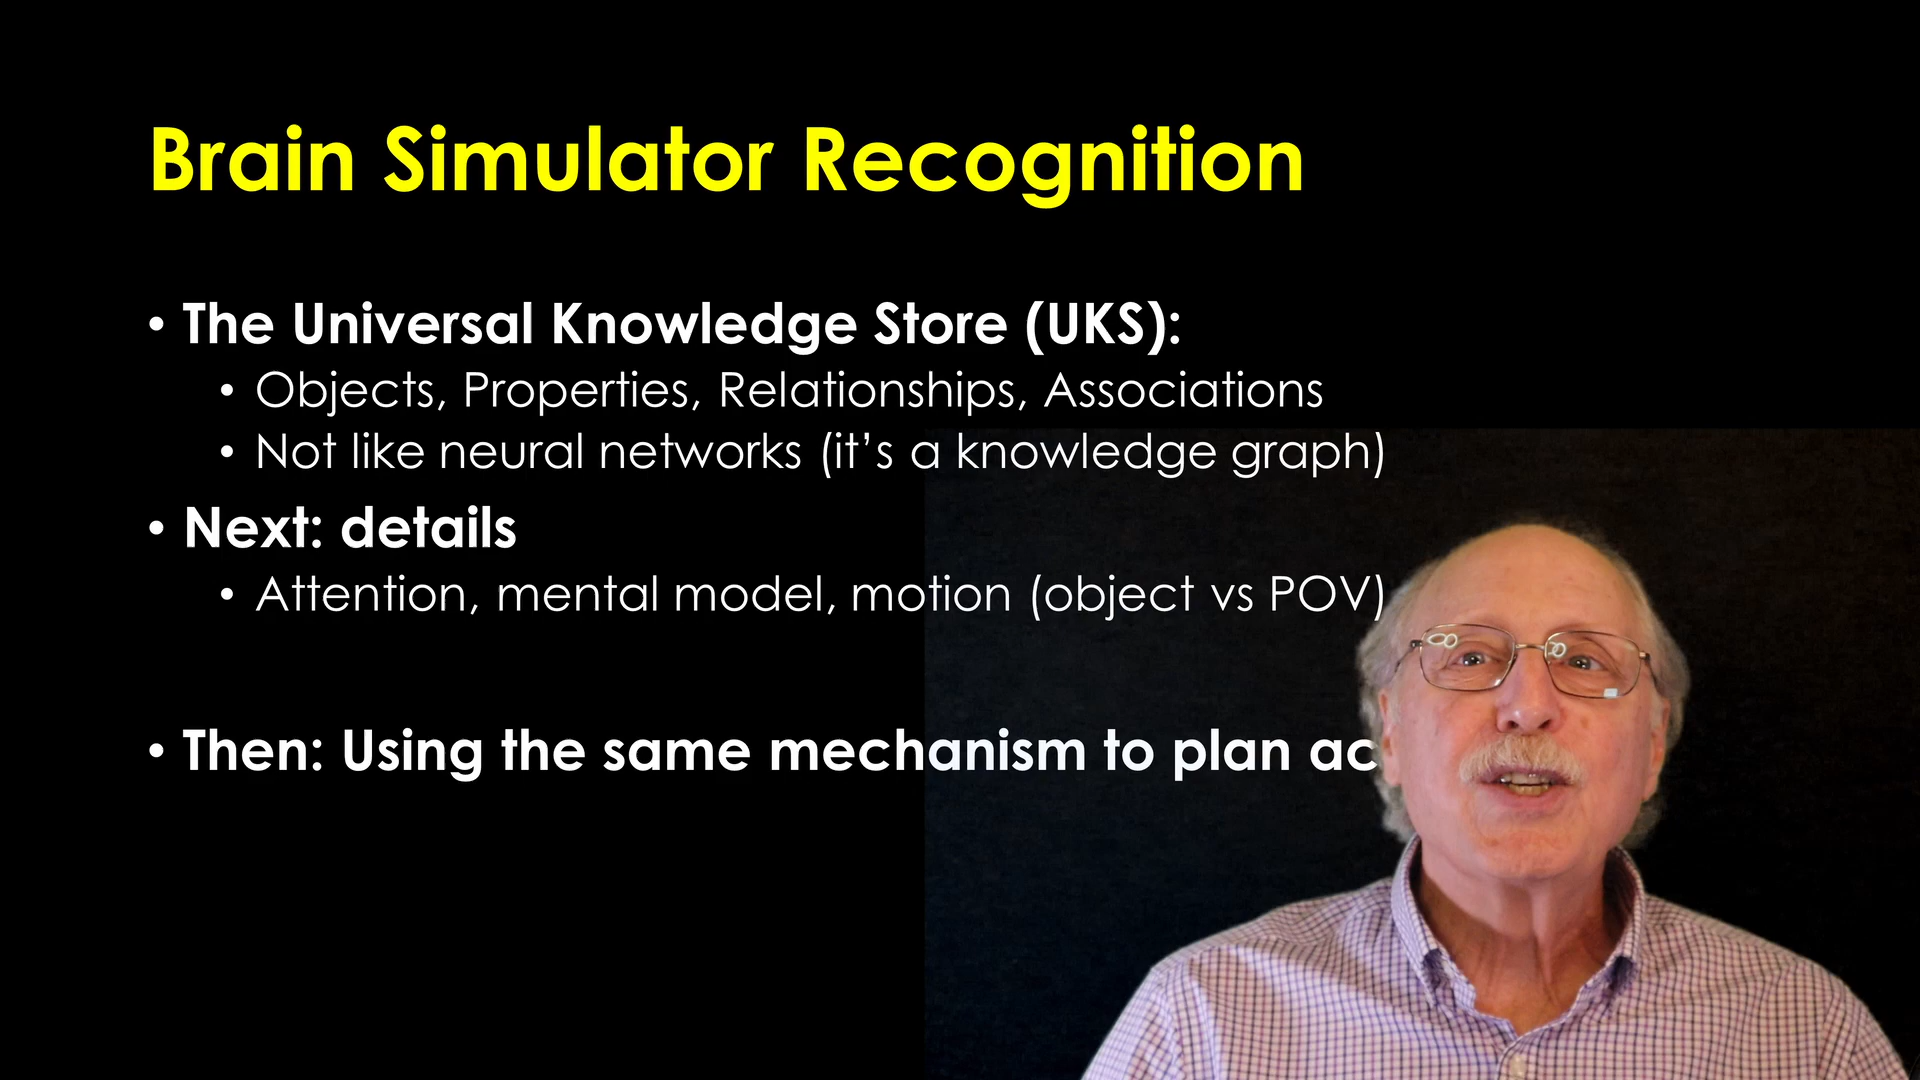 Brain Simulator Recognition
• The Universal Knowledge Store (UKS):
• Objects, Properties, Relationships, Associations
• Not like neural networks (it’s a knowledge graph)
• Next: details
• Attention, mental model, motion (object vs POV)
• Then: Using the same mechanism to plan